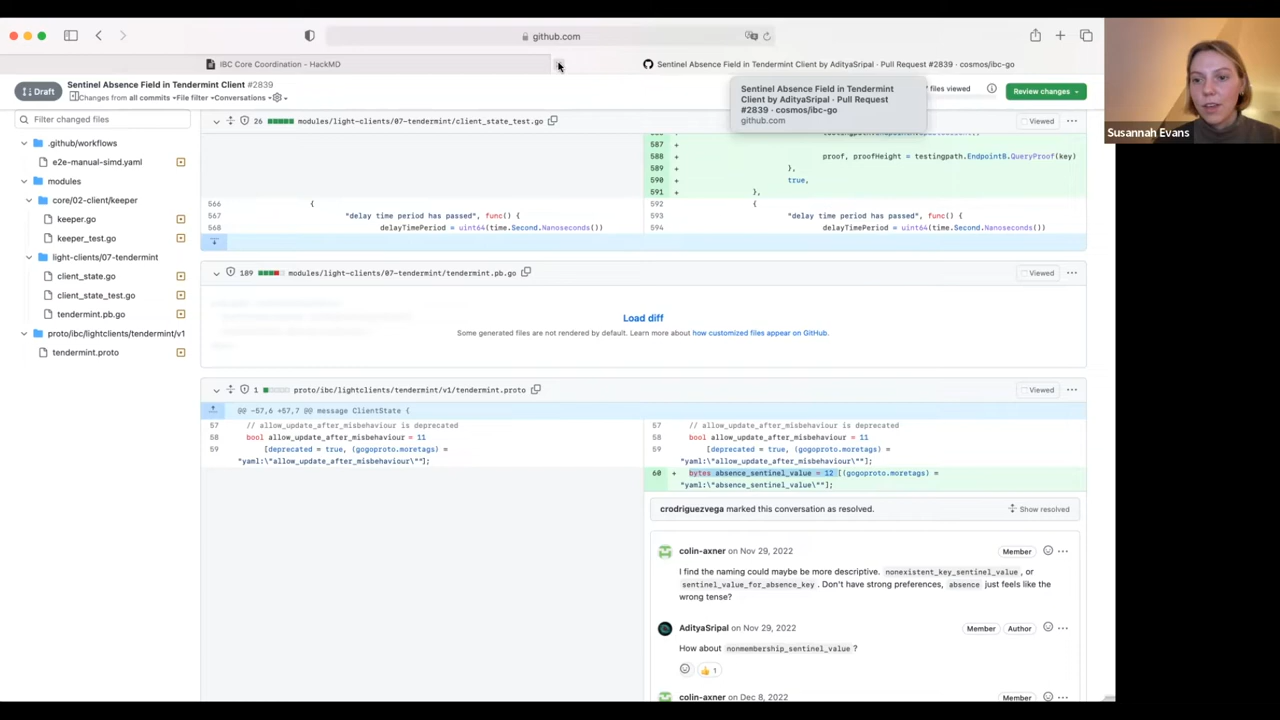 github.com
IBC Core Coordination - HackMD
Sentinel Absence Field in Tendermint Client by AdityaSripal · Pull Request #2839 · cosmos/ibc-go
Draft
Sentinel Absence Field in Tendermint Client #2839
Changes from all commits File filter Conversations
Sentinel Absence Field in Tendermint
Client by AdityaSripal · Pull Request
#2839 · cosmos/ibc-go
github.com
files viewed
Review changes
Susannah Evans
Filter changed files
.github/workflows
e2e-manual-simd.yaml
modules
core/02-client/keeper
keeper.go
keeper_test.go
light-clients/07-tendermint
client_state.go
client_state_test.go
tendermint.pb.go
proto/ibc/lightclients/tendermint/v1
tendermint.proto
26 modules/light-clients/07-tendermint/client_state_test.go
Viewed
587 +
588 + proof, proofHeight = testingpath.EndpointB.QueryProof(key)
589 + },
590 + true,
591 + },
566 {
567 "delay time period has passed", func() {
568 delayTimePeriod = uint64(time.Second.Nanoseconds())
592 {
593 "delay time period has passed", func() {
594 delayTimePeriod = uint64(time.Second.Nanoseconds())
189 modules/light-clients/07-tendermint/tendermint.pb.go
Viewed
Load diff
Some generated files are not rendered by default. Learn more about how customized files appear on GitHub.
1 proto/ibc/lightclients/tendermint/v1/tendermint.proto
Viewed
@@ -57,6 +57,7 @@ message ClientState {
57 // allow_update_after_misbehaviour is deprecated
58 bool allow_update_after_misbehaviour = 11
59 [deprecated = true, (gogoproto.moretags) =
"yaml:\"allow_update_after_misbehaviour\""];
57 // allow_update_after_misbehaviour is deprecated
58 bool allow_update_after_misbehaviour = 11
59 [deprecated = true, (gogoproto.moretags) =
"yaml:\"allow_update_after_misbehaviour\""];
60 + bytes absence_sentinel_value = 12 [(gogoproto.moretags) =
"yaml:\"absence_sentinel_value\""];
crodriguezvega marked this conversation as resolved.
Show resolved
colin-axner on Nov 29, 2022
Member
I find the naming could maybe be more descriptive. nonexistent_key_sentinel_value, or
sentinel_value_for_absence_key. Don't have strong preferences, absence just feels like the
wrong tense?
AdityaSripal on Nov 29, 2022
Member Author
How about nonmembership_sentinel_value ?
1
colin-axner on Dec 8, 2022
Member